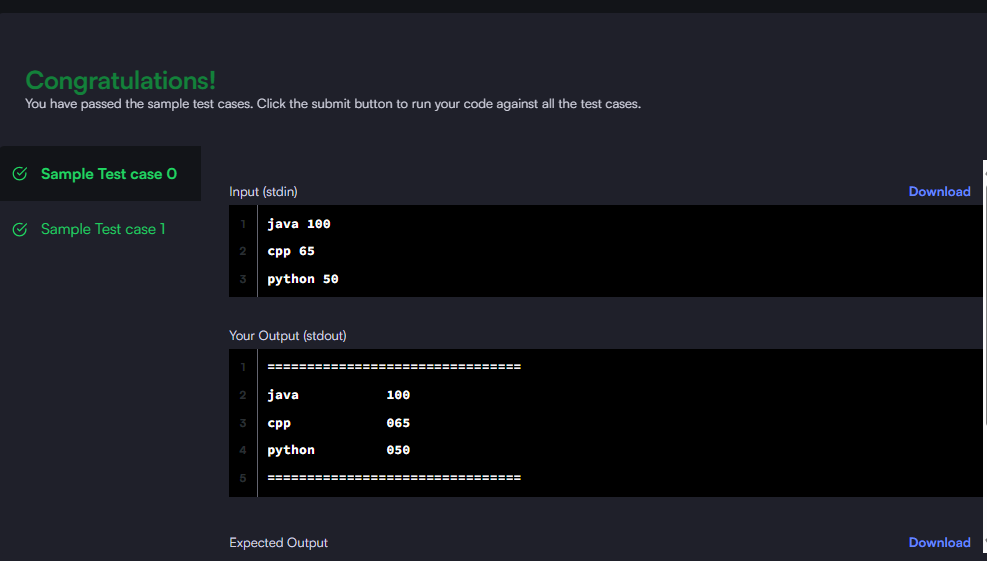 Congratulations!
You have passed the sample test cases. Click the submit button to run your code against all the test cases.
Sample Test case 0
Sample Test case 1
Input (stdin)
Download
1 java 100
2 cpp 65
3 python 50
Your Output (stdout)
1 ================================
2 java           100
3 cpp            065
4 python         050
5 ================================
Expected Output
Download